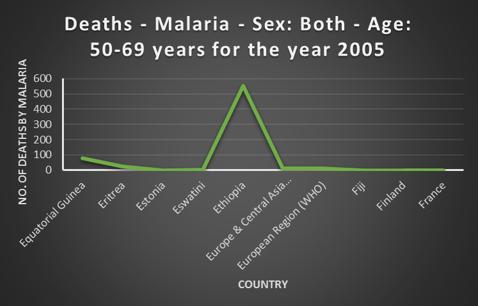 Deaths - Malaria - Sex: Both - Age:
50-69 years for the year 2005
NO. OF DEATHS BY MALARIA
600
500
400
300
200
100
0
Equatorial Guinea
Eritrea
Estonia
Eswatini
Ethiopia
Europe & Central Asia...
European Region (WHO)
Fiji
Finland
France
COUNTRY